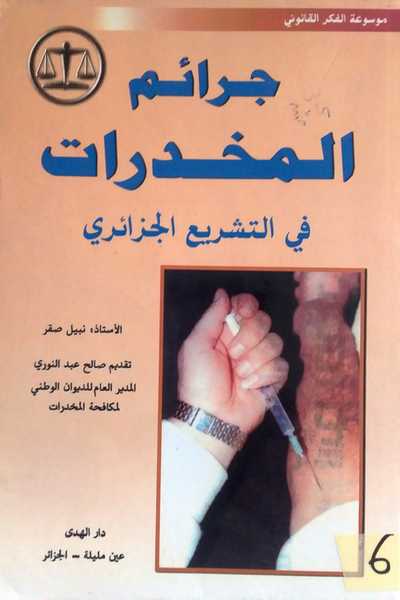 موسوعة الفكر القانوني
جرائم
المخدرات
في التشريع الجزائري
الأستاذ: نبيل صقر
تقديم صالح عبد النوري
المدير العام للديوان الوطني
لمكافحة المخدرات
دار الهدى
عين مليلة - الجزائر
6